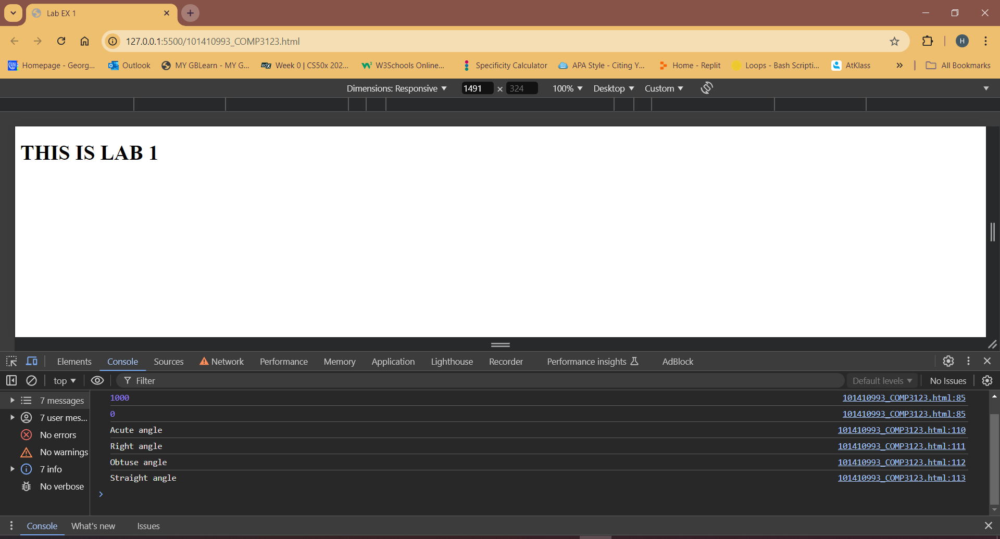 Lab EX 1
127.0.0.1:5500/101410993_COMP3123.html
H
Homepage - Georg... Outlook MY GBLearn - MY G... edX Week 0 | CS50x 202... W3Schools Online... Specificity Calculator APA Style - Citing Y... Home - Replit Loops - Bash Scripti... AtKlass All Bookmarks
Dimensions: Responsive 1491 × 324 100% Desktop Custom
THIS IS LAB 1
Elements Console Sources Network Performance Memory Application Lighthouse Recorder Performance insights AdBlock
top Filter Default levels No Issues
7 messages
7 user mes...
No errors
No warnings
7 info
No verbose
1000 101410993_COMP3123.html:85
0 101410993_COMP3123.html:85
Acute angle 101410993_COMP3123.html:110
Right angle 101410993_COMP3123.html:111
Obtuse angle 101410993_COMP3123.html:112
Straight angle 101410993_COMP3123.html:113
Console What's new Issues